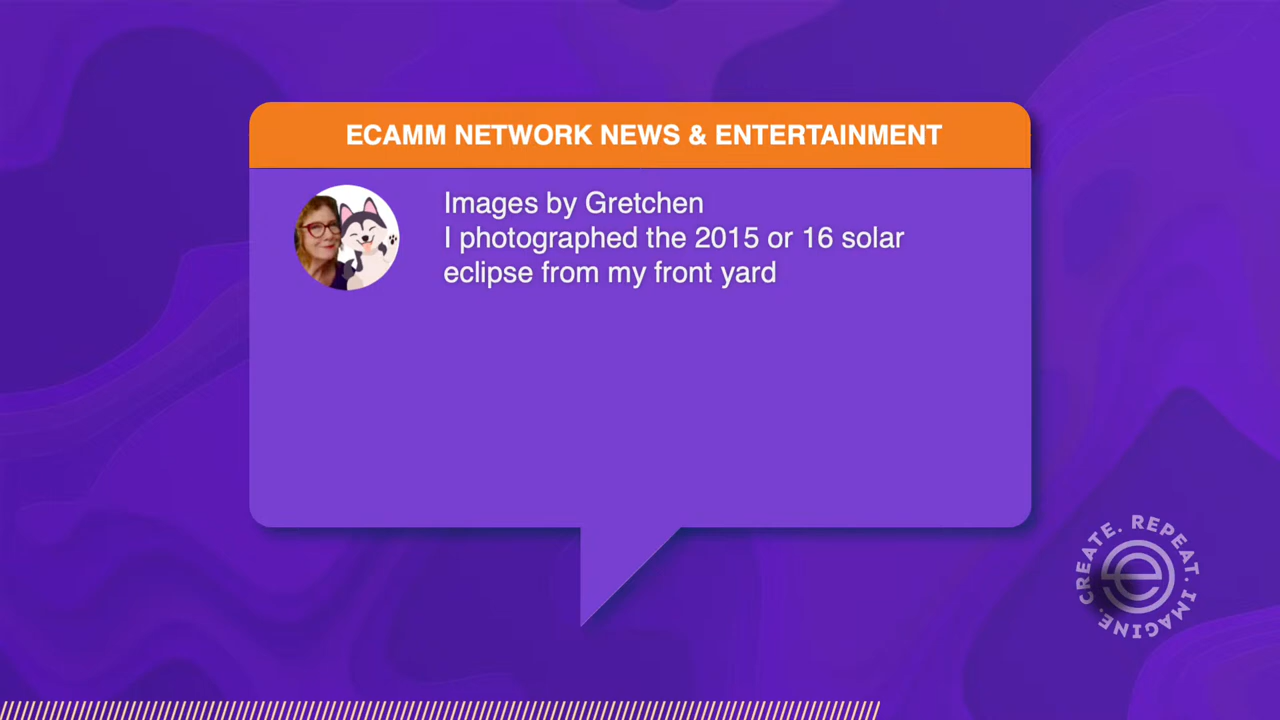 ECAMM NETWORK NEWS & ENTERTAINMENT
Images by Gretchen
I photographed the 2015 or 16 solar
eclipse from my front yard
CREATE. REPEAT. IMAGINE.